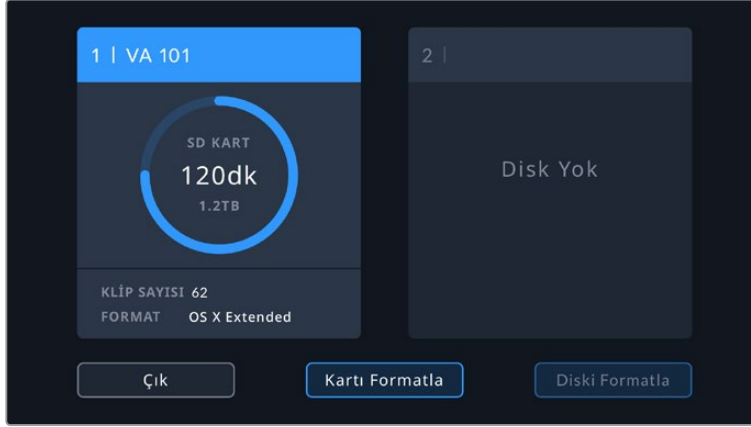 1 | VA 101
SD KART
120dk
1.2TB
KLİP SAYISI 62
FORMAT OS X Extended
2 |
Disk Yok
Çık
Kartı Formatla
Diski Formatla